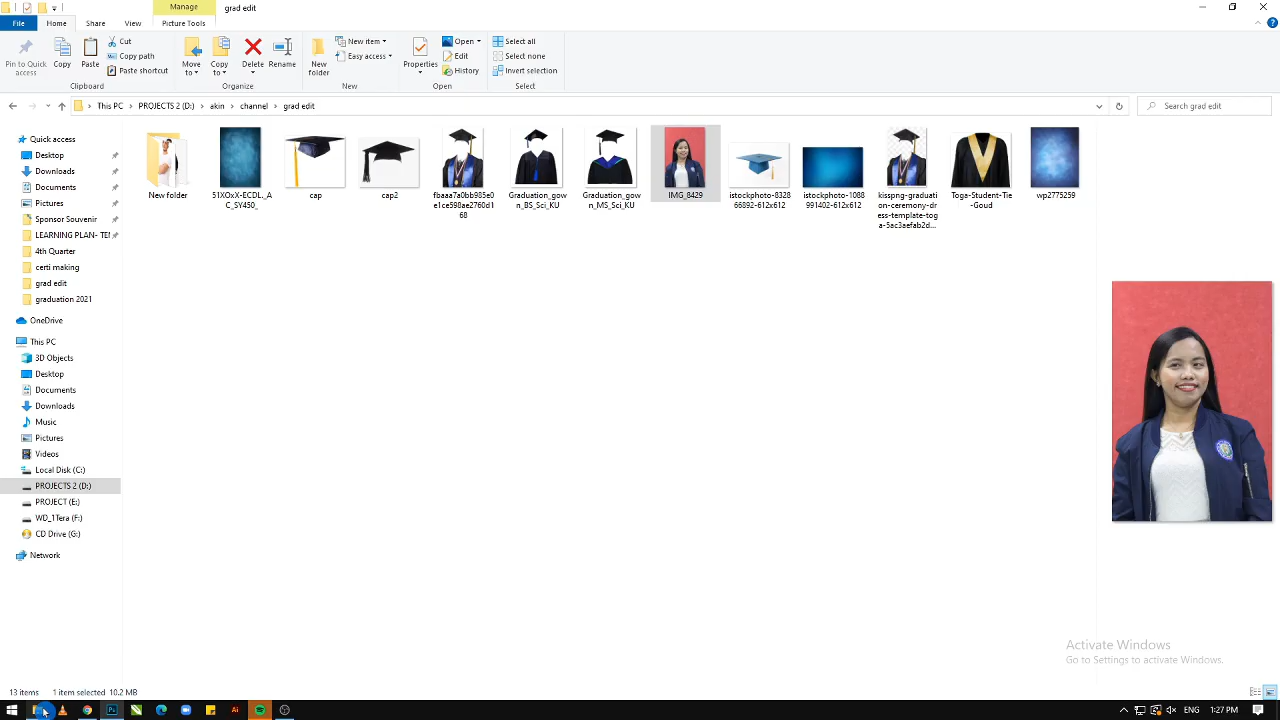 Manage
grad edit
File
Home
Share
View
Picture Tools
Pin to Quick access
Copy
Paste
Cut
Copy path
Paste shortcut
Clipboard
Move to
Copy to
Delete
Rename
Organize
New folder
New item
Easy access
New
Properties
Open
Edit
History
Open
Select all
Select none
Invert selection
Select
This PC
PROJECTS 2 (D:)
akin
channel
grad edit
Search grad edit
Quick access
Desktop
Downloads
Documents
Pictures
Sponsor Souvenir
LEARNING PLAN- TEM
4th Quarter
certi making
grad edit
graduation 2021
OneDrive
This PC
3D Objects
Desktop
Documents
Downloads
Music
Pictures
Videos
Local Disk (C:)
PROJECTS 2 (D:)
PROJECT (E:)
WD_1Tera (F:)
CD Drive (G:)
Network
New folder
51XOxX-ECDL._A
C_SY450_
cap
cap2
fbaaa7a0bb985e0
e1ce598ae2760d1
68
Graduation_gow
n_BS_Sci_KU
Graduation_gow
n_MS_Sci_KU
IMG_8429
istockphoto-8328
66892-612x612
istockphoto-1088
991402-612x612
kisspng-graduati
on-ceremony-dr
ess-template-tog
a-5ac3aefab2d...
Toga-Student-Tie
-Goud
wp2775259
Activate Windows
Go to Settings to activate Windows.
13 items
1 item selected
10.2 MB
ENG
1:27 PM